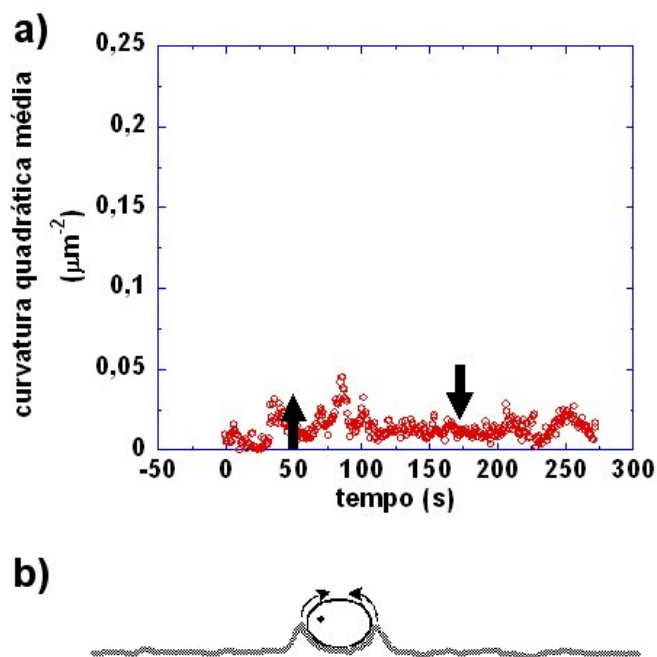 a)
curvatura quadrática média
(μm⁻²)
0,25
0,2
0,15
0,1
0,05
0
-50 0 50 100 150 200 250 300
tempo (s)
b)